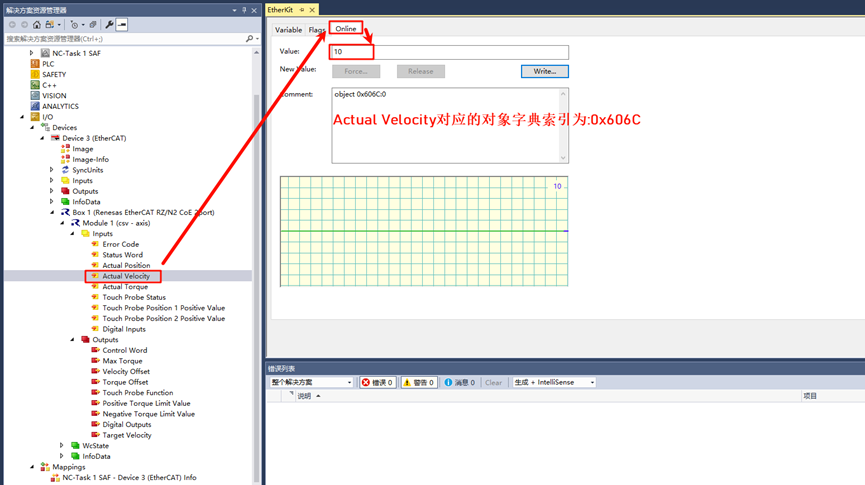 解决方案资源管理器
搜索解决方案资源管理器(Ctrl+;)
NC-Task 1 SAF
PLC
SAFETY
C++
VISION
ANALYTICS
I/O
Devices
Device 3 (EtherCAT)
Image
Image-Info
SyncUnits
Inputs
Outputs
InfoData
Box 1 (Renesas EtherCAT RZ/N2 CoE 2port)
Module 1 (csv - axis)
Inputs
Error Code
Status Word
Actual Position
Actual Velocity
Actual Torque
Touch Probe Status
Touch Probe Position 1 Positive Value
Touch Probe Position 2 Positive Value
Digital Inputs
Outputs
Control Word
Max Torque
Velocity Offset
Torque Offset
Touch Probe Function
Positive Torque Limit Value
Negative Torque Limit Value
Digital Outputs
Target Velocity
WcState
InfoData
Mappings
NC-Task 1 SAF - Device 3 (EtherCAT) Info
EtherKit
Variable Flags Online
Value: 10
New Value: Force... Release Write...
Comment: object 0x606C:0
Actual Velocity对应的对象字典索引为:0x606C
10
错误列表
整个解决方案 错误 0 警告 0 消息 0 Clear 生成 + IntelliSense
说明 项目